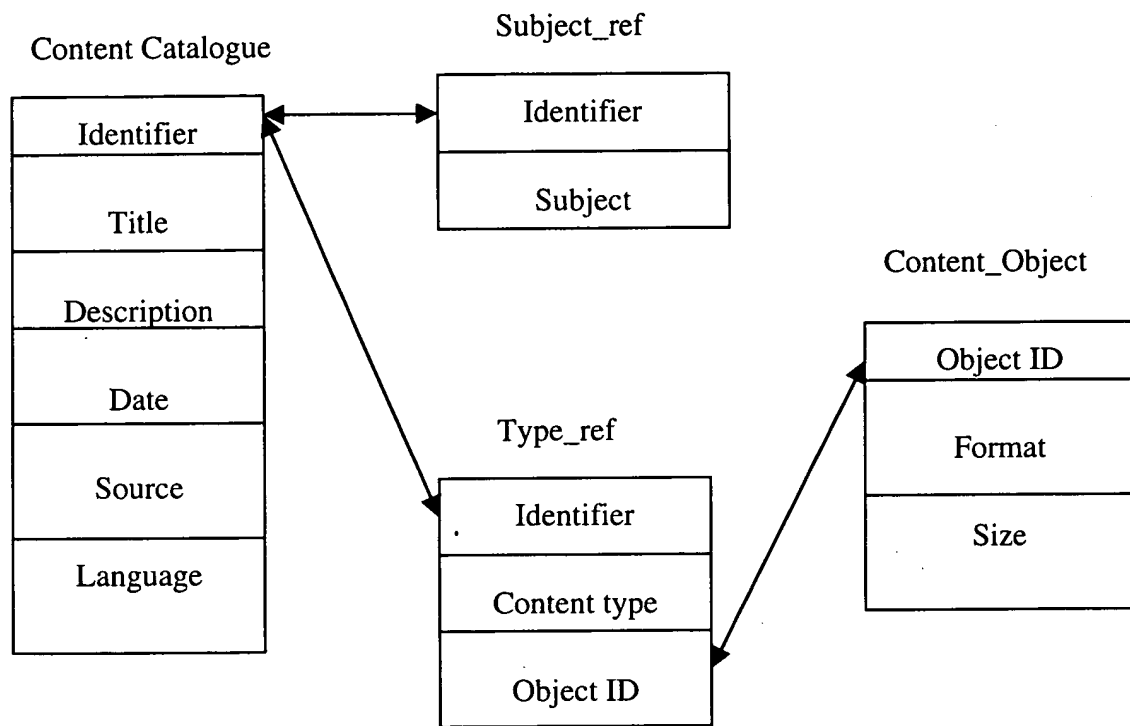 Content Catalogue
Identifier
Title
Description
Date
Source
Language
Subject_ref
Identifier
Subject
Type_ref
Identifier
Content type
Object ID
Content_Object
Object ID
Format
Size